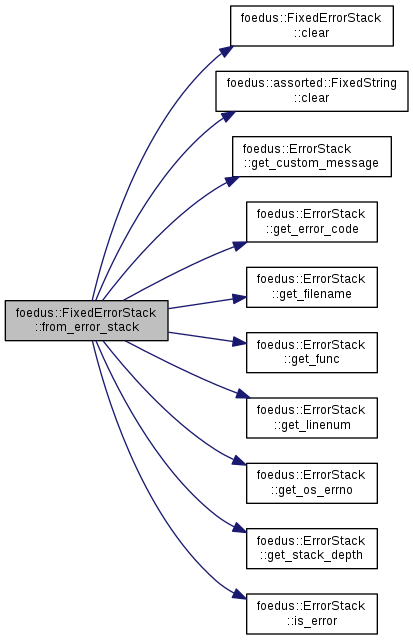 foedus::FixedErrorStack
::clear
foedus::assorted::FixedString
::clear
foedus::ErrorStack
::get_custom_message
foedus::ErrorStack
::get_error_code
foedus::ErrorStack
::get_filename
foedus::FixedErrorStack
::from_error_stack
foedus::ErrorStack
::get_func
foedus::ErrorStack
::get_linenum
foedus::ErrorStack
::get_os_errno
foedus::ErrorStack
::get_stack_depth
foedus::ErrorStack
::is_error